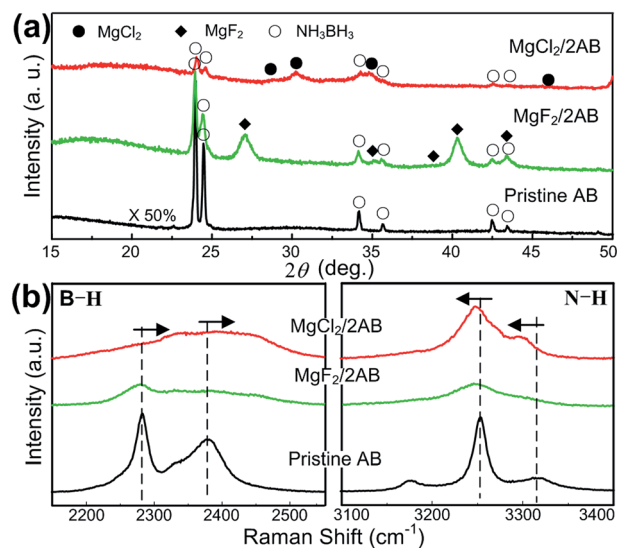 (a)
MgCl2 MgF2 NH3BH3
MgCl2/2AB
MgF2/2AB
Pristine AB
X 50%
Intensity (a. u.)
15 20 25 30 35 40 45 50
2θ (deg.)
(b)
B–H N–H
MgCl2/2AB
MgF2/2AB
Pristine AB
Intensity (a.u.)
2200 2300 2400 2500 3100 3200 3300 3400
Raman Shift (cm-1)